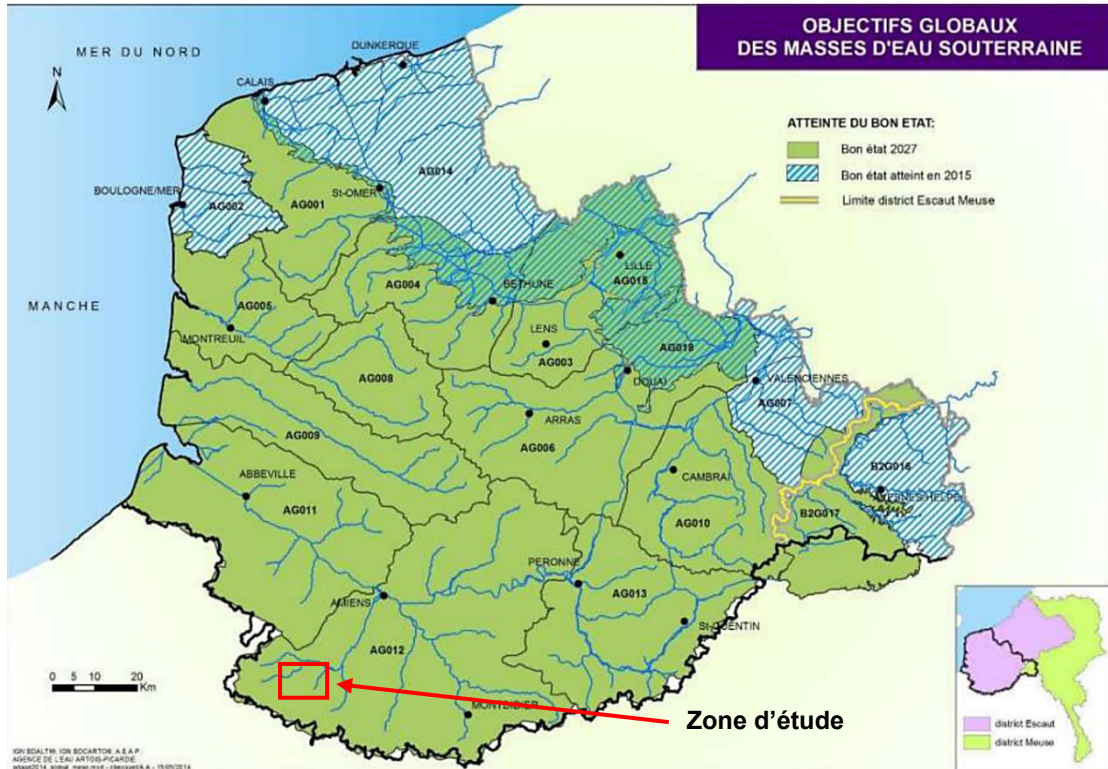 OBJECTIFS GLOBAUX
DES MASSES D'EAU SOUTERRAINE
MER DU NORD
DUNKERQUE
N
CALAIS
ATTEINTE DU BON ETAT:
Bon état 2027
Bon état atteint en 2015
Limite district Escaut Meuse
AG014
St-OMER
BOULOGNE/MER
AG002
AG001
LILLE
AG015
BETHUNE
AG004
MANCHE
AG005
MONTREUIL
LENS
AG003
AG018
DOUAI
AG008
VALENCIENNES
AG007
ARRAS
AG006
AG009
CAMBRAI
B2G016
AVESNES/HELPE
ABBEVILLE
AG011
AG010
B2G017
PERONNE
AMIENS
AG013
St-QUENTIN
AG012
0 5 10 20
Km
MONTDIDIER
Zone d'étude
district Escaut
district Meuse
AGENCE DE L'EAU ARTOIS-PICARDIE.